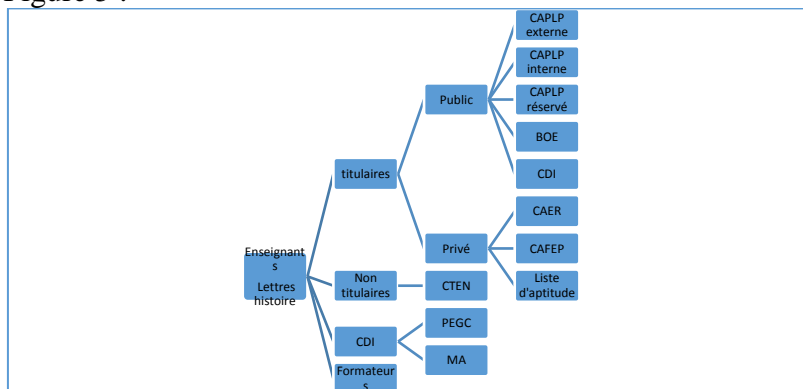 Figure 3 :
CAPLP
externe
CAPLP
interne
Public
CAPLP
réservé
BOE
titulaires
CDI
CAER
Privé
CAFEP
Enseignant
s
Lettres
histoire
Non
titulaires
CTEN
Liste
d'aptitude
PEGC
CDI
MA
Formateur
s